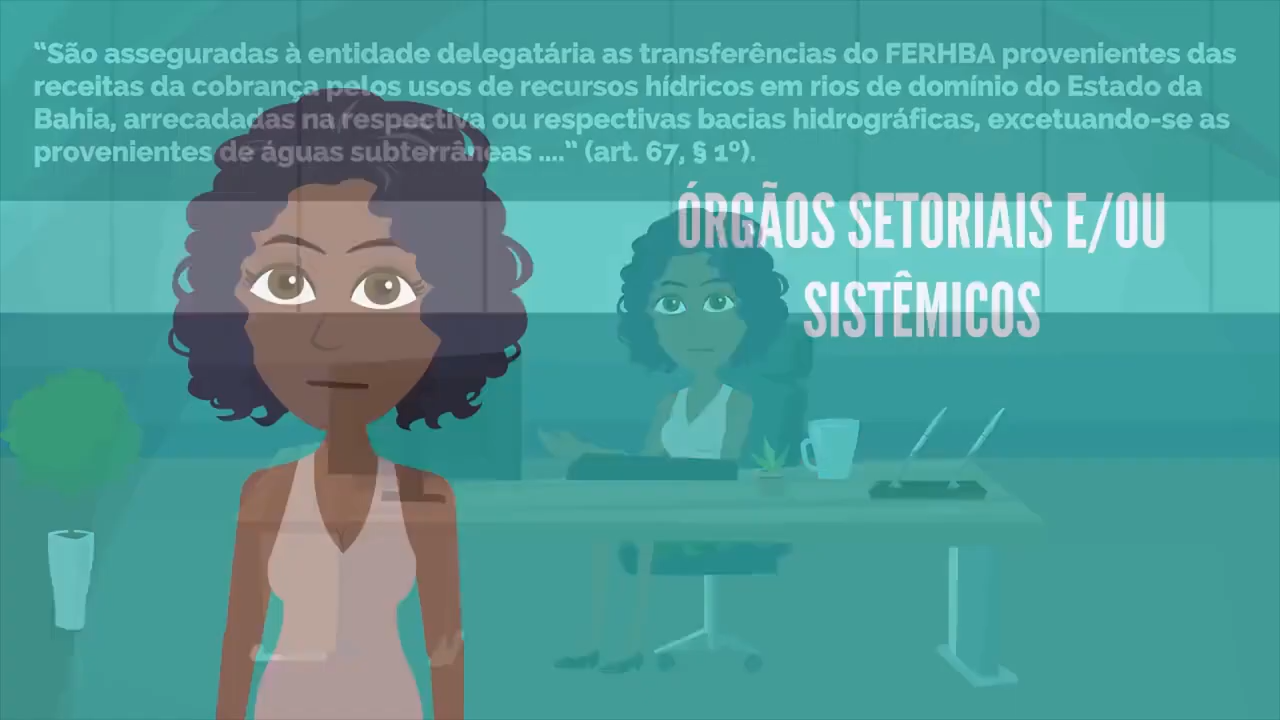 “São asseguradas à entidade delegatária as transferências do FERHBA provenientes das
receitas da cobrança pelos usos de recursos hídricos em rios de domínio do Estado da
Bahia, arrecadadas na respectiva ou respectivas bacias hidrográficas, excetuando-se as
provenientes de águas subterrâneas ....“ (art. 67, § 1º).
ÓRGÃOS SETORIAIS E/OU
SISTÊMICOS